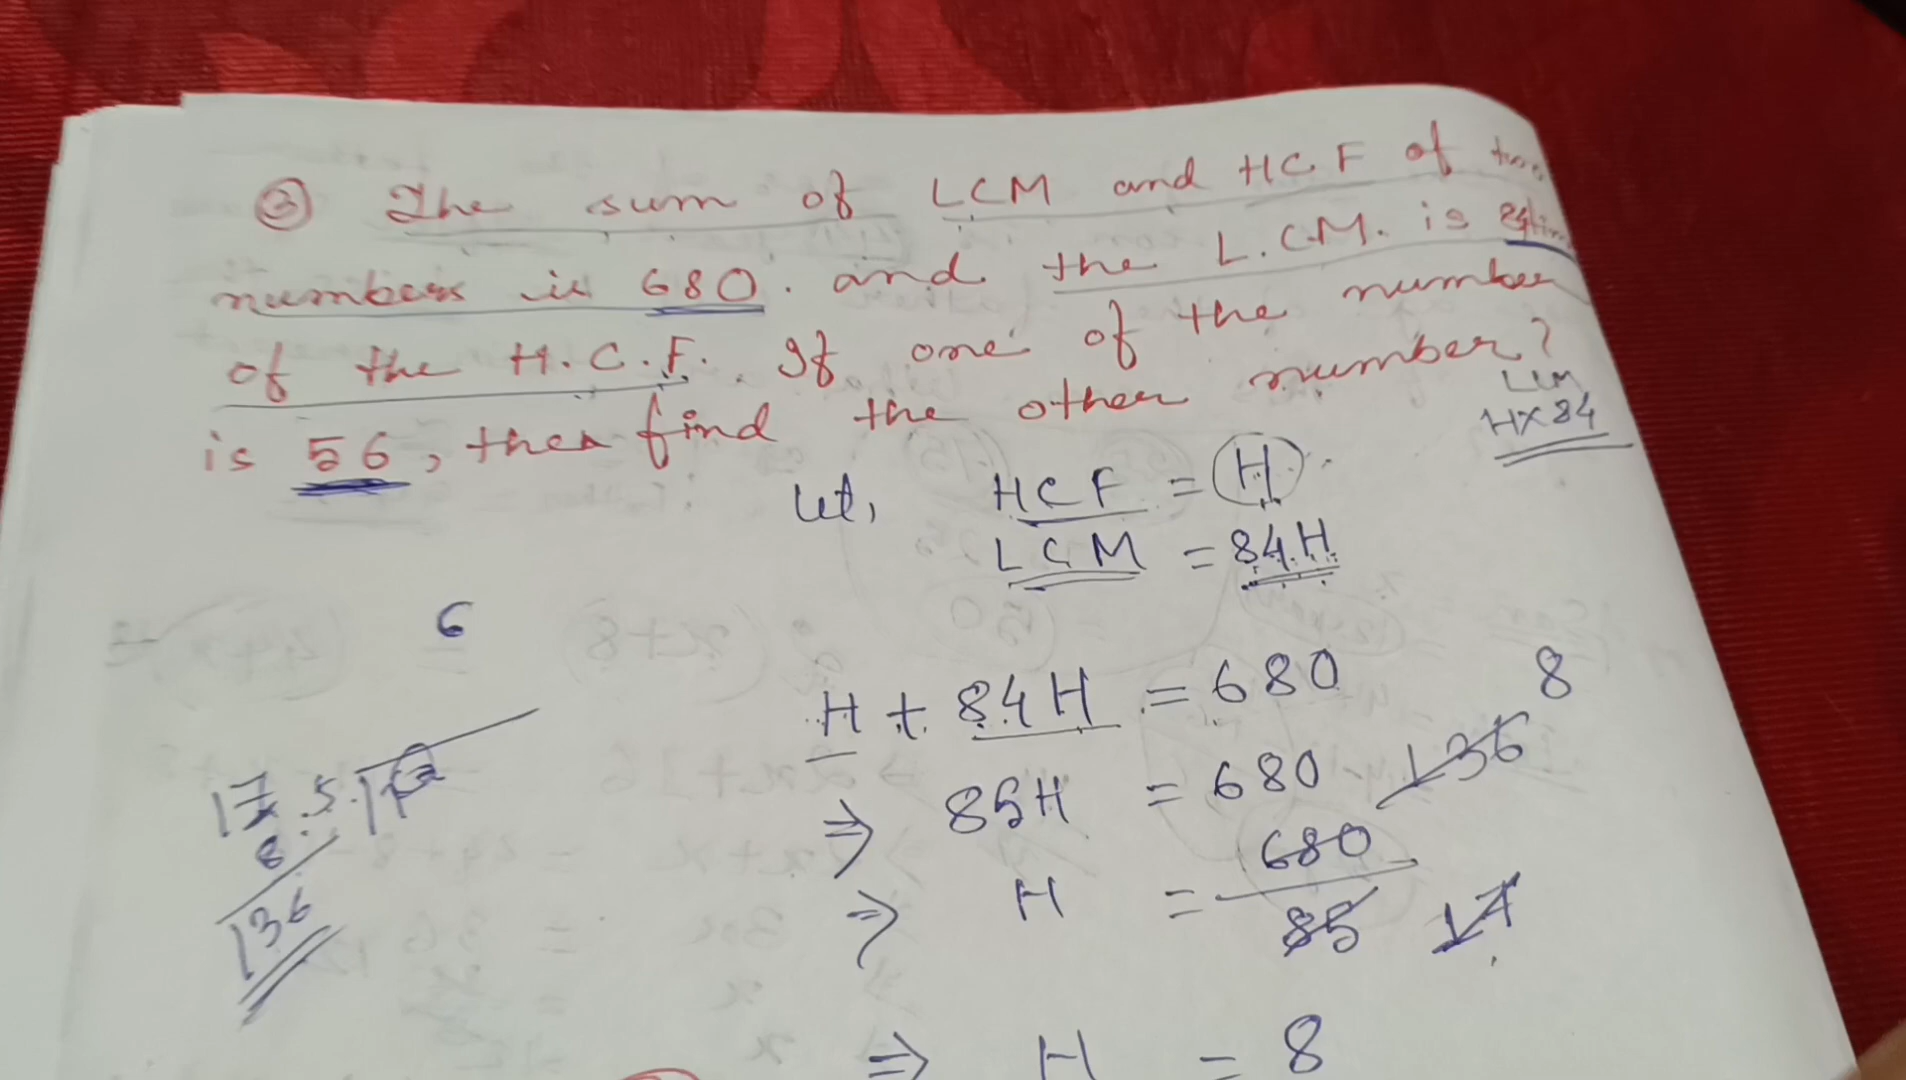 ③ The sum of LCM and HCF of two
numbers is 680. and the L.C.M. is 84 times
of the H.C.F. If one of the number
is 56, then find the other number?
LCM
H×84
Let, HCF = H
LCM = 84H
6
H + 84H = 680
8
⇒ 85H = 680
136
17
8
136
⇒ H = 680
85
17
⇒ H = 8